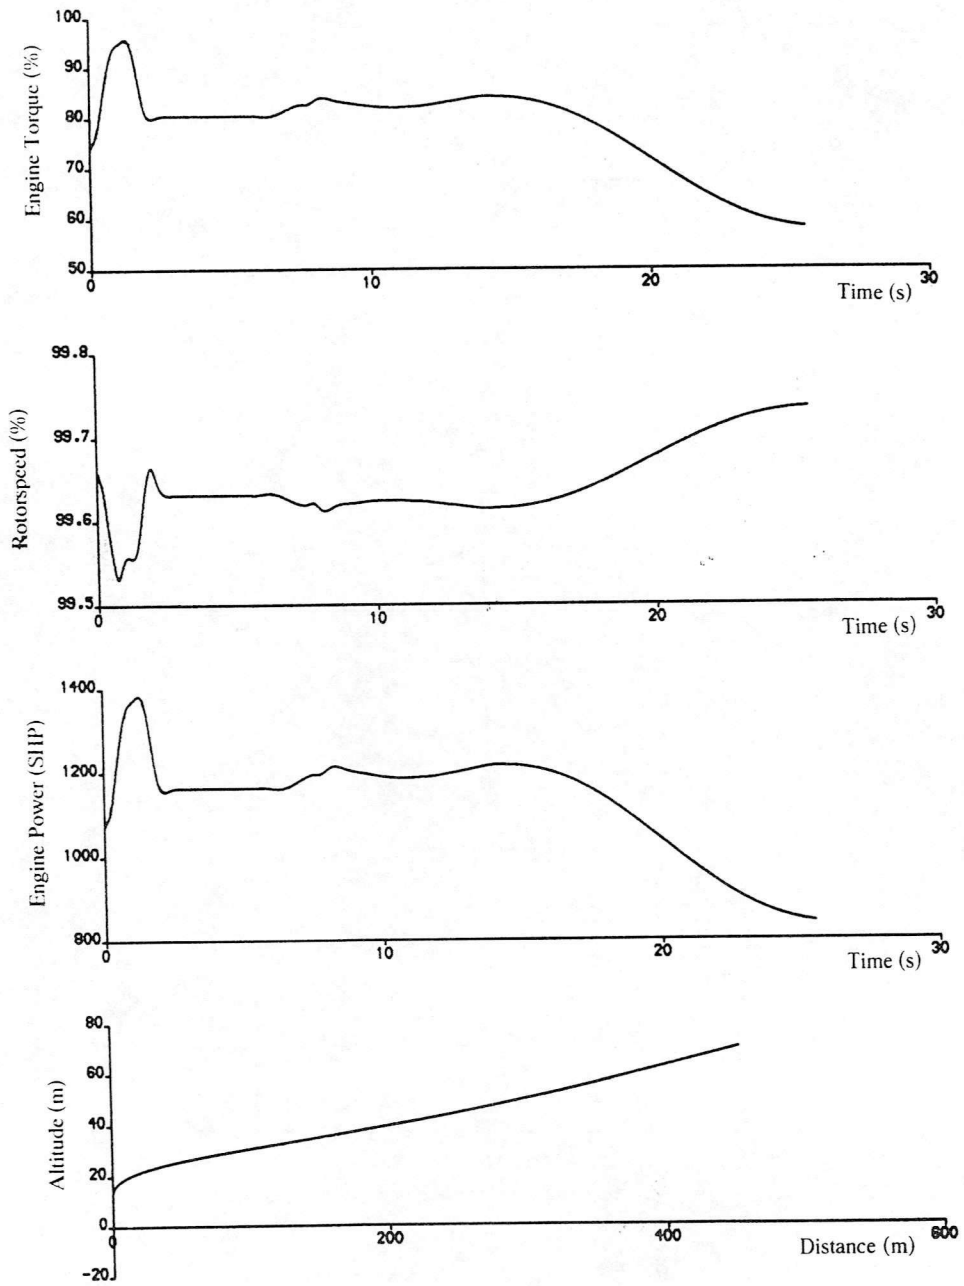 100
90
80
70
60
50
Engine Torque (%)
0 10 20 30
Time (s)
99.8
99.7
99.6
99.5
Rotorspeed (%)
0 10 20 30
Time (s)
1400
1200
1000
800
Engine Power (SHP)
0 10 20 30
Time (s)
80
60
40
20
0
-20
Altitude (m)
0 200 400 600
Distance (m)